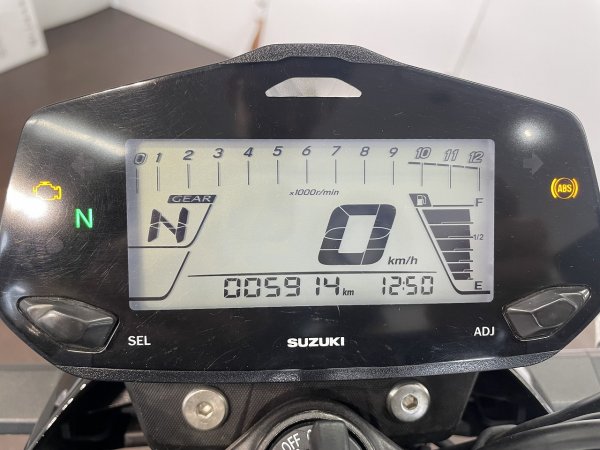 0 1 2 3 4 5 6 7 8 9 10 11 12
x1000r/min
GEAR
N
N
0
km/h
F
1/2
E
ABS
005914 km 12:50
SEL
SUZUKI
ADJ
OFF